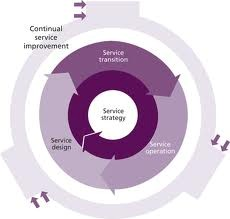 Continual
service
improvement
Service
transition
Service
strategy
Service
design
Service
operation